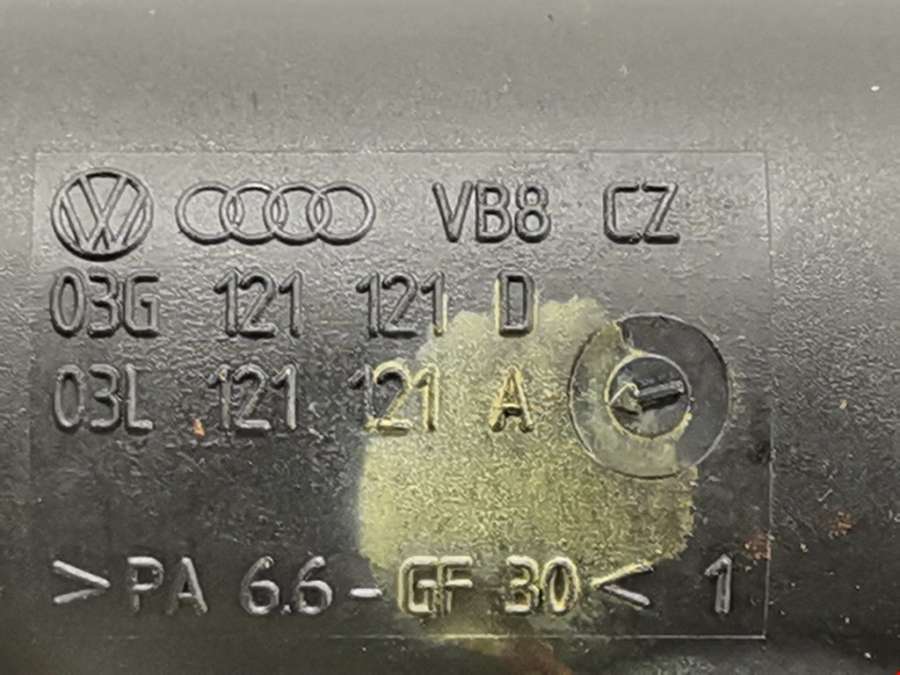 VB8 CZ
03G 121 121 D
03L 121 121 A
>PA 6.6-GF 30< 1